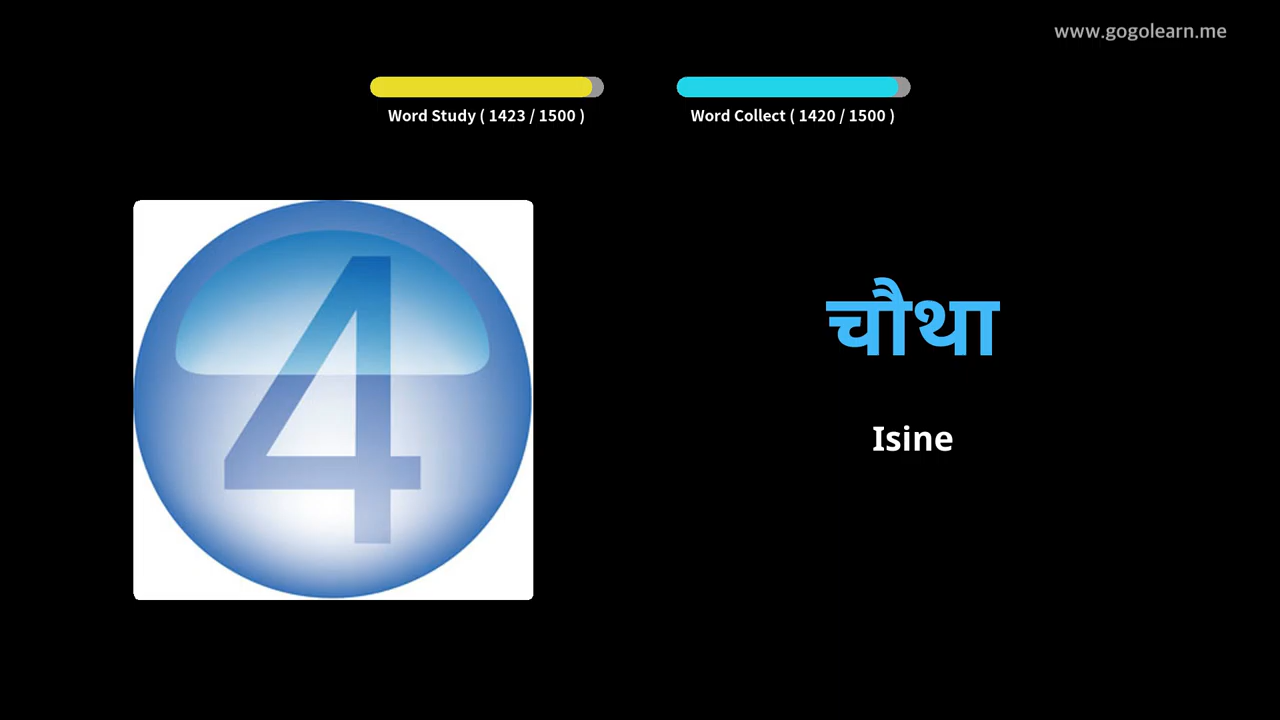 www.gogolearn.me
Word Study ( 1423 / 1500 )
Word Collect ( 1420 / 1500 )
4
चौथा
Isine